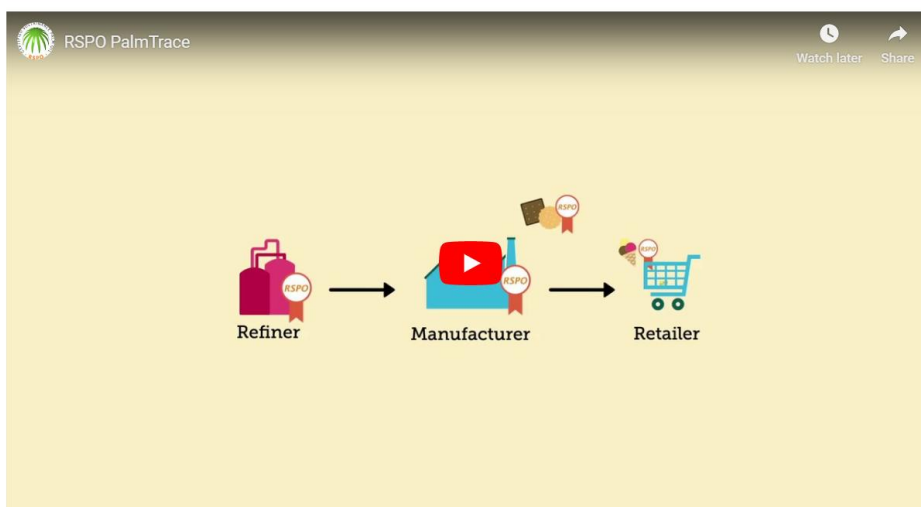 RSPO PalmTrace
Watch later
Share
RSPO
RSPO
RSPO
RSPO
Refiner
Manufacturer
Retailer